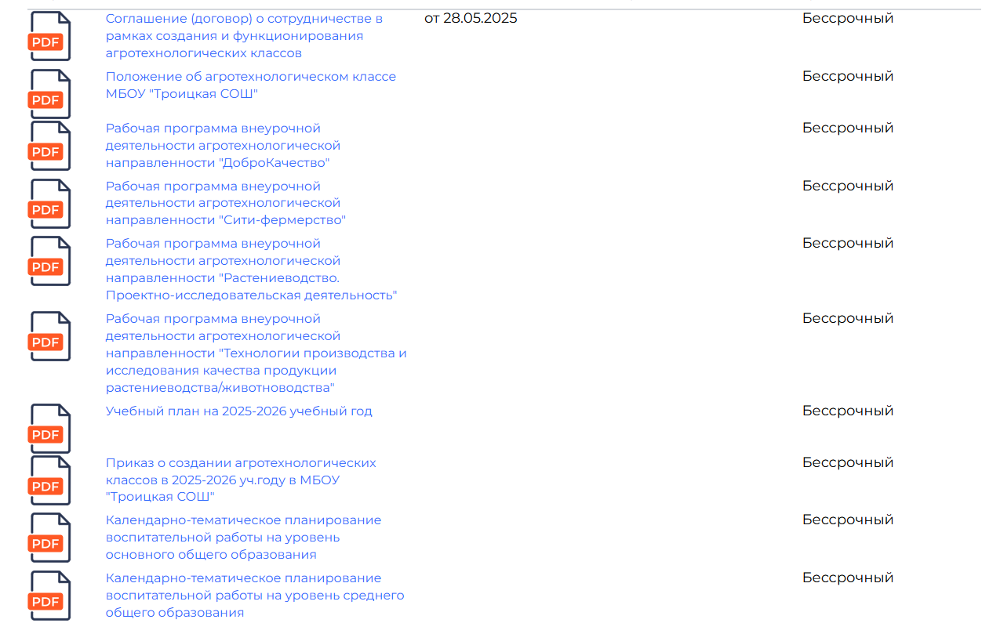 Соглашение (договор) о сотрудничестве в от 28.05.2025 Бессрочный
PDF рамках создания и функционирования
агротехнологических классов
Положение об агротехнологическом классе Бессрочный
PDF МБОУ "Троицкая СОШ"
Рабочая программа внеурочной Бессрочный
PDF деятельности агротехнологической
направленности "ДоброКачество"
Рабочая программа внеурочной Бессрочный
PDF деятельности агротехнологической
направленности "Сити-фермерство"
Рабочая программа внеурочной Бессрочный
PDF деятельности агротехнологической
направленности "Растениеводство.
Проектно-исследовательская деятельность"
Рабочая программа внеурочной Бессрочный
PDF деятельности агротехнологической
направленности "Технологии производства и
исследования качества продукции
растениеводства/животноводства"
Учебный план на 2025-2026 учебный год Бессрочный
PDF
Приказ о создании агротехнологических Бессрочный
PDF классов в 2025-2026 уч.году в МБОУ
"Троицкая СОШ"
Календарно-тематическое планирование Бессрочный
PDF воспитательной работы на уровень
основного общего образования
Календарно-тематическое планирование Бессрочный
PDF воспитательной работы на уровень среднего
общего образования